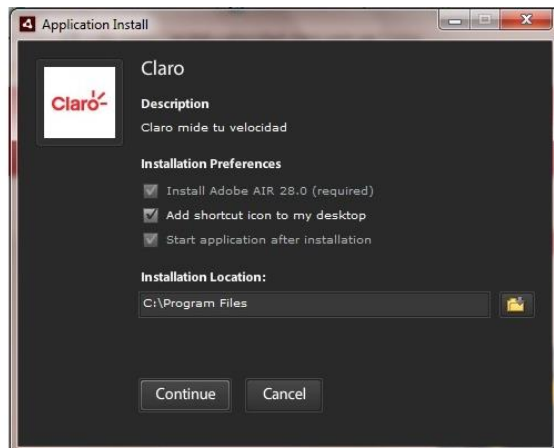 Application Install
Claro
Claro
Description
Claro mide tu velocidad
Installation Preferences
Install Adobe AIR 28.0 (required)
Add shortcut icon to my desktop
Start application after installation
Installation Location:
C:\Program Files
Continue Cancel